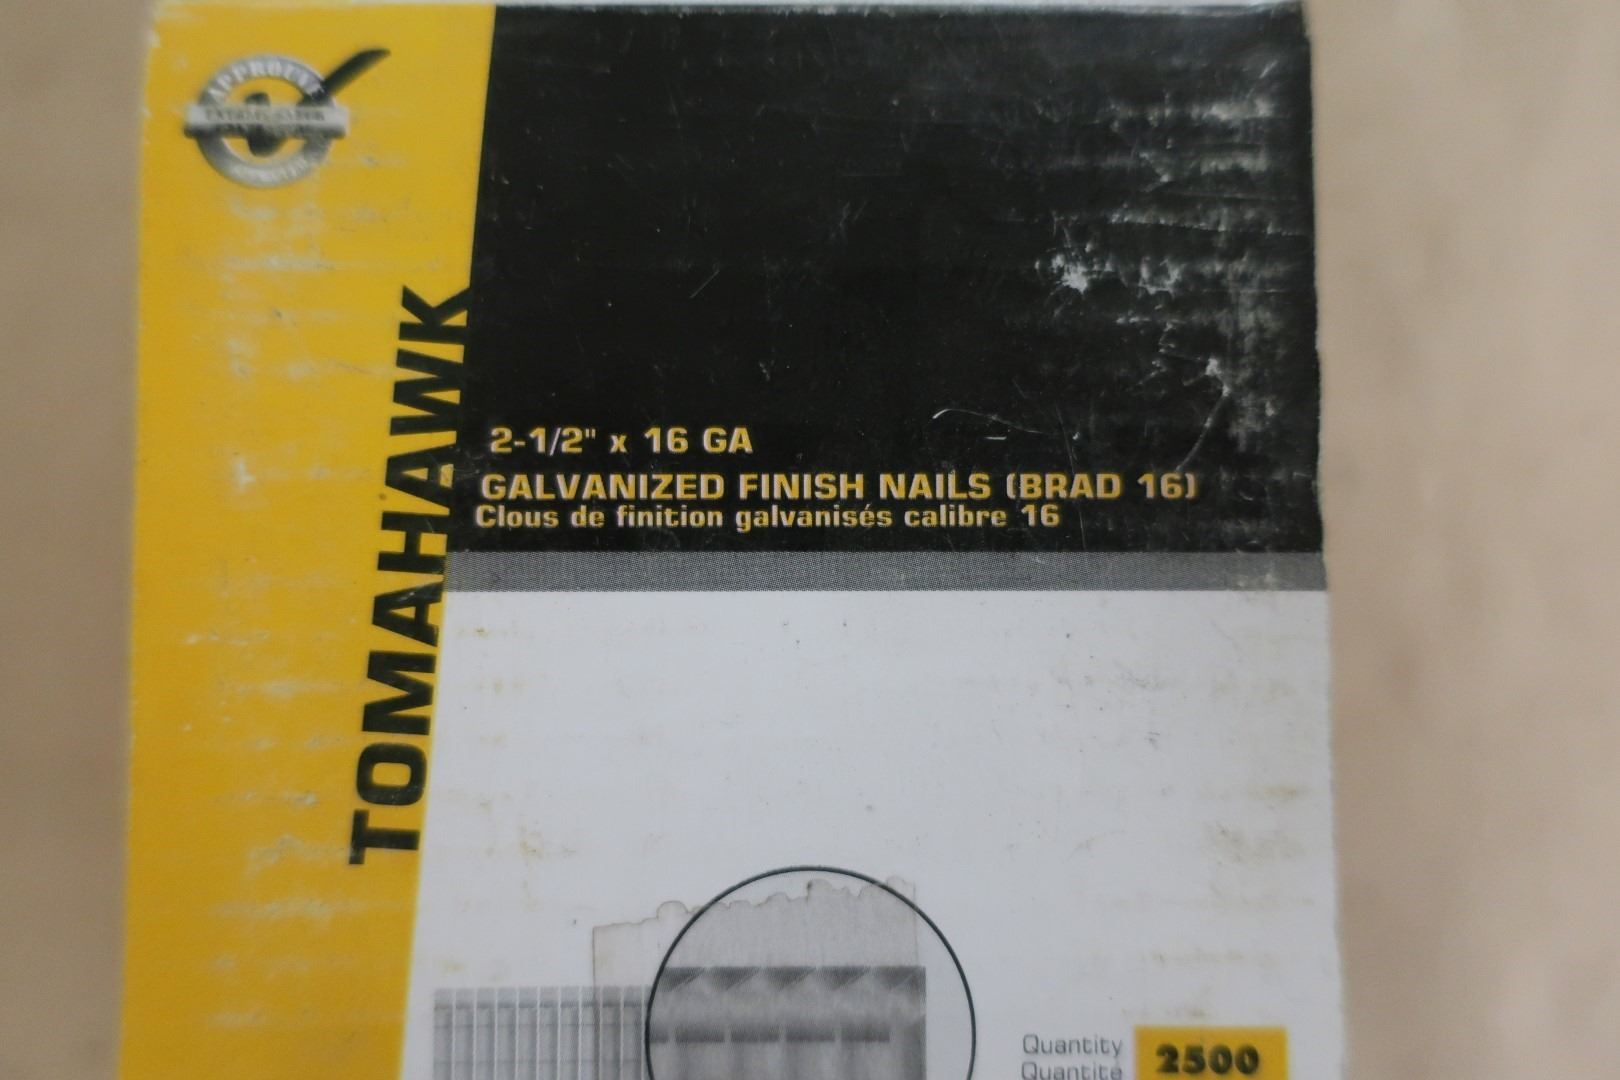 APPROUVÉ
TOMAHAWK
2-1/2" x 16 GA
GALVANIZED FINISH NAILS (BRAD 16)
Clous de finition galvanisés calibre 16
Quantity 2500
Quantité